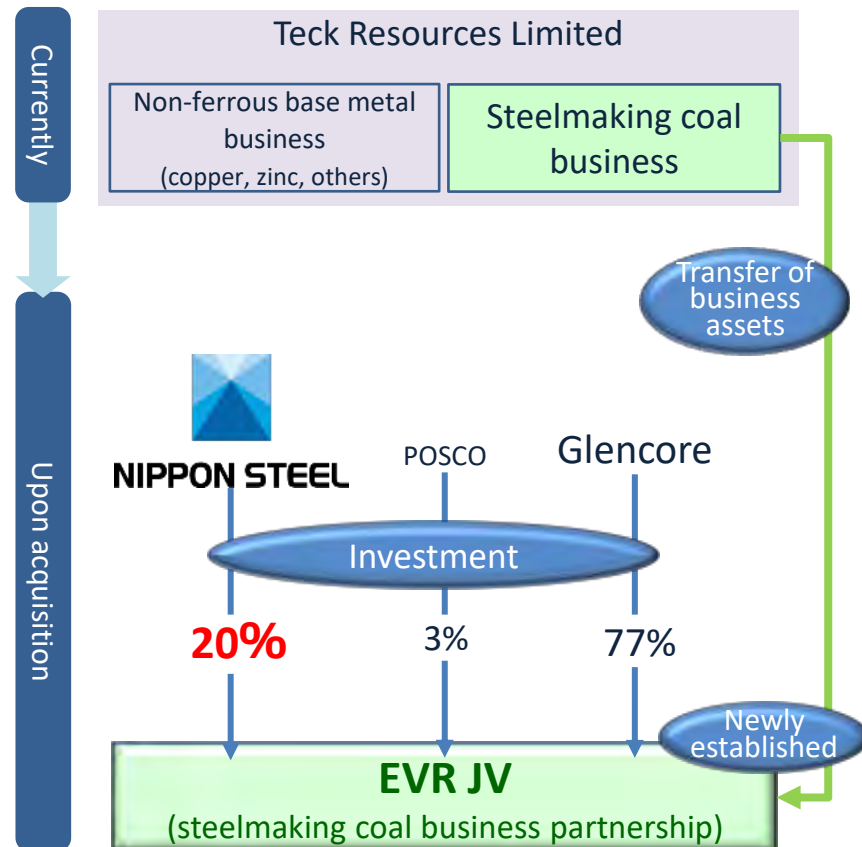 Currently
Teck Resources Limited
Non-ferrous base metal
business
(copper, zinc, others)
Steelmaking coal
business
Transfer of
business
assets
Upon acquisition
NIPPON STEEL
POSCO
Glencore
Investment
20%
3%
77%
Newly
established
EVR JV
(steelmaking coal business partnership)